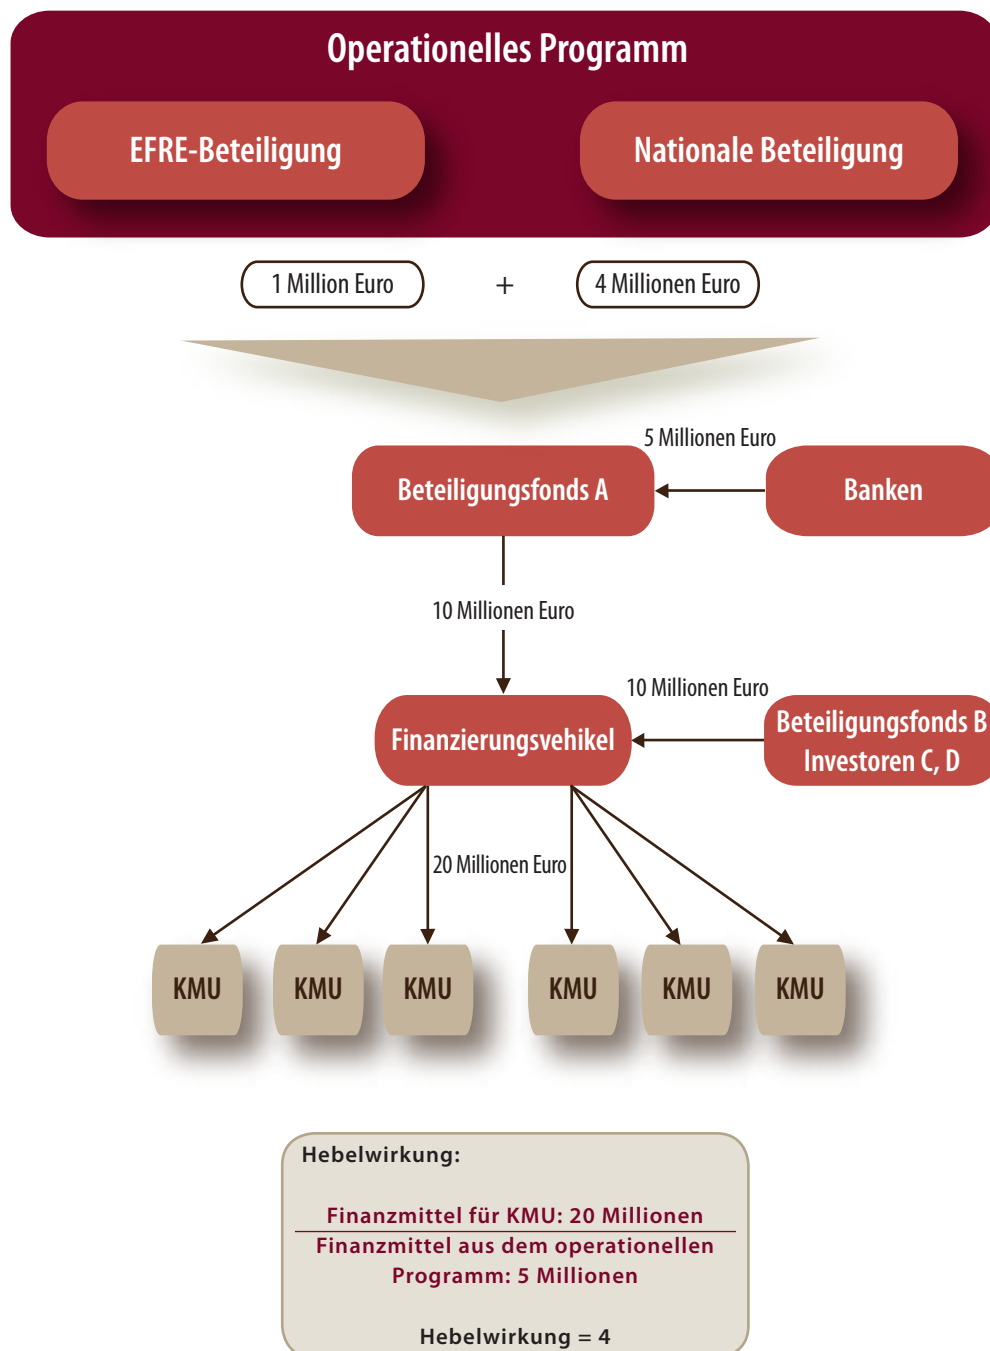 Operationelles Programm
EFRE-Beteiligung
Nationale Beteiligung
1 Million Euro
+
4 Millionen Euro
5 Millionen Euro
Beteiligungsfonds A
Banken
10 Millionen Euro
10 Millionen Euro
Finanzierungsvehikel
Beteiligungsfonds B
Investoren C, D
20 Millionen Euro
KMU
KMU
KMU
KMU
KMU
KMU
Hebelwirkung:
Finanzmittel für KMU: 20 Millionen
Finanzmittel aus dem operationellen
Programm: 5 Millionen
Hebelwirkung = 4